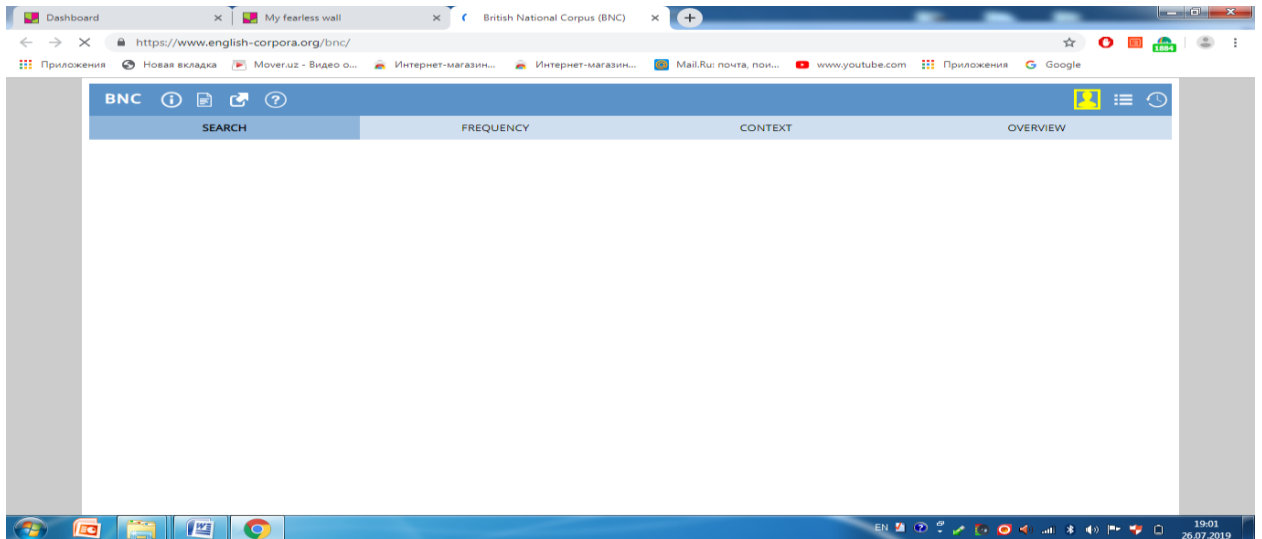 Dashboard My fearless wall British National Corpus (BNC)
https://www.english-corpora.org/bnc/ 1884
Приложения Новая вкладка Mover.uz - Видео о... Интернет-магазин... Интернет-магазин... Mail.Ru: почта, пои... www.youtube.com Приложения Google
BNC
SEARCH FREQUENCY CONTEXT OVERVIEW
EN 19:01
26.07.2019